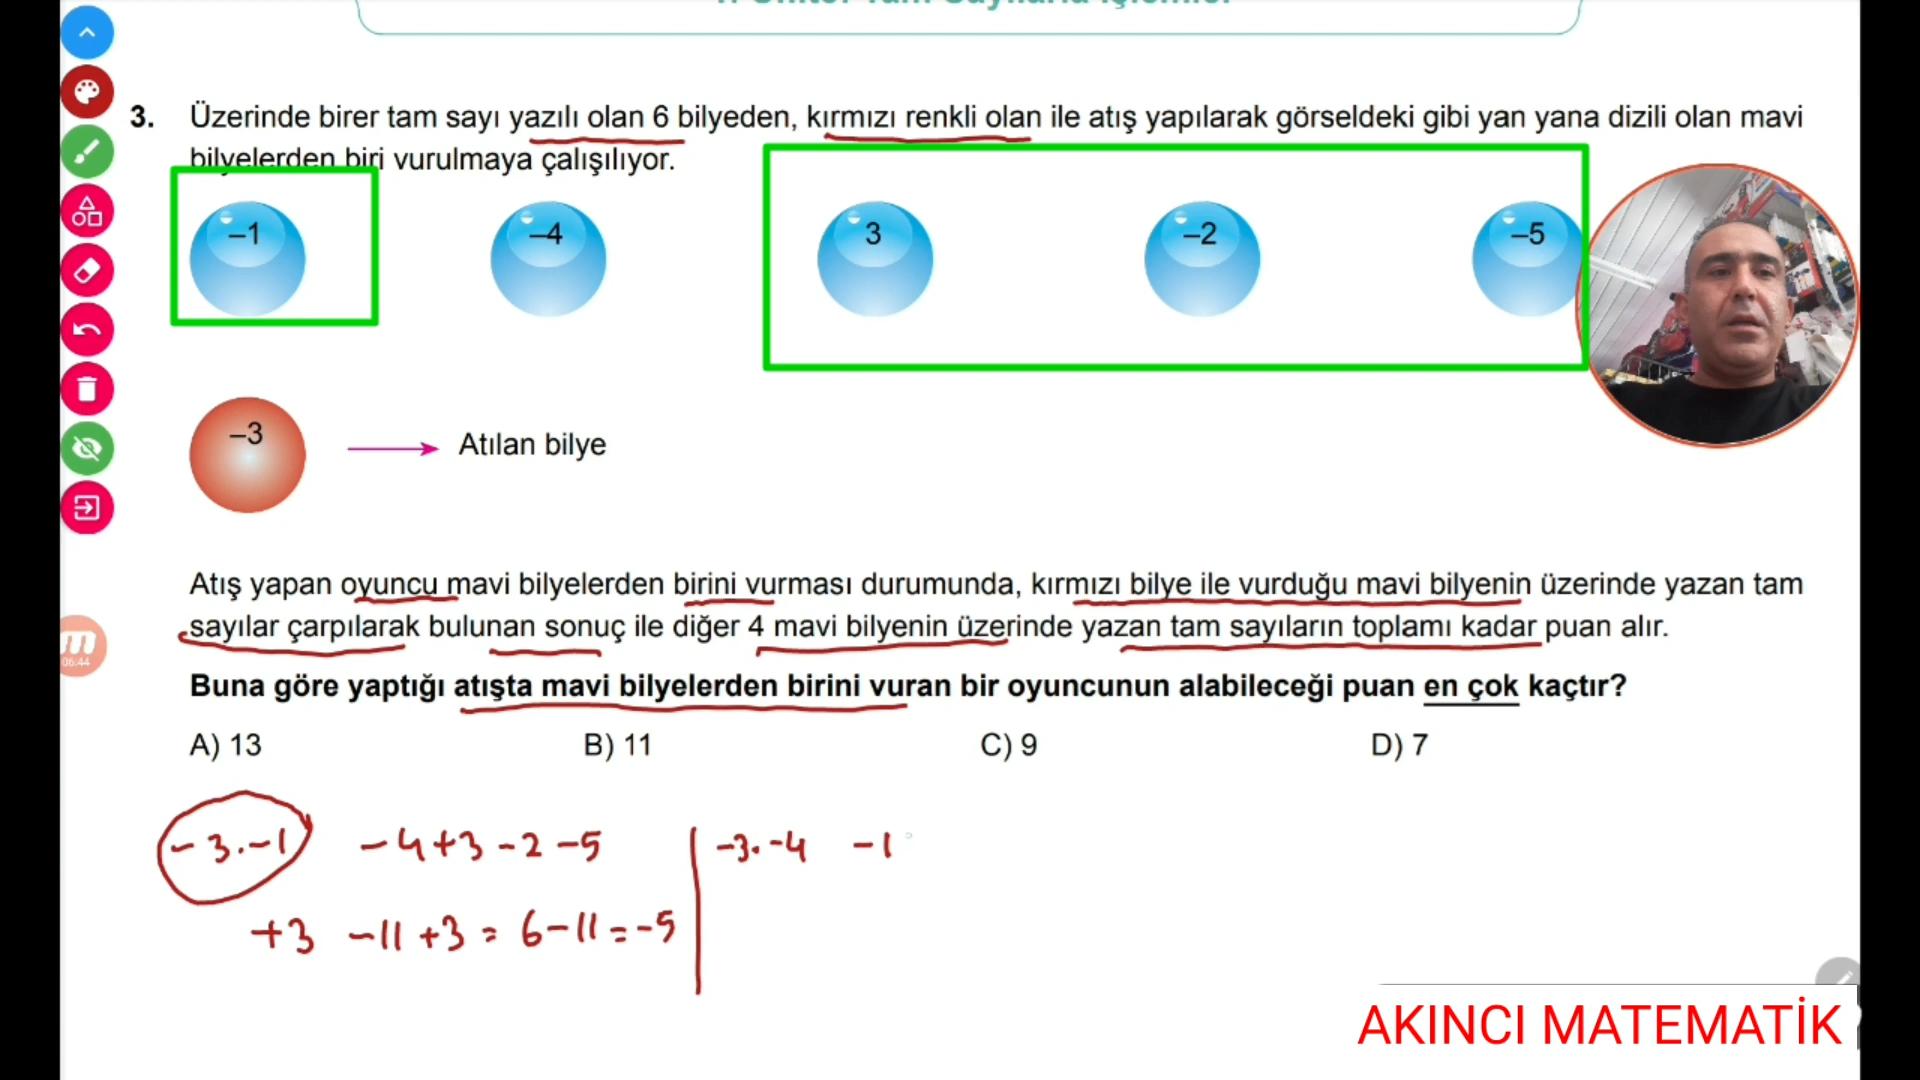 3. Üzerinde birer tam sayı yazılı olan 6 bilyeden, kırmızı renkli olan ile atış yapılarak görseldeki gibi yan yana dizili olan mavi
bilyelerden biri vurulmaya çalışılıyor.
–1 –4 3 –2 –5
–3 Atılan bilye
Atış yapan oyuncu mavi bilyelerden birini vurması durumunda, kırmızı bilye ile vurduğu mavi bilyenin üzerinde yazan tam
sayılar çarpılarak bulunan sonuç ile diğer 4 mavi bilyenin üzerinde yazan tam sayıların toplamı kadar puan alır.
06:44
Buna göre yaptığı atışta mavi bilyelerden birini vuran bir oyuncunun alabileceği puan en çok kaçtır?
A) 13 B) 11 C) 9 D) 7
-3.-1 -4+3-2-5 -3.-4 -1
+3 -11+3= 6-11=-5
AKINCI MATEMATİK